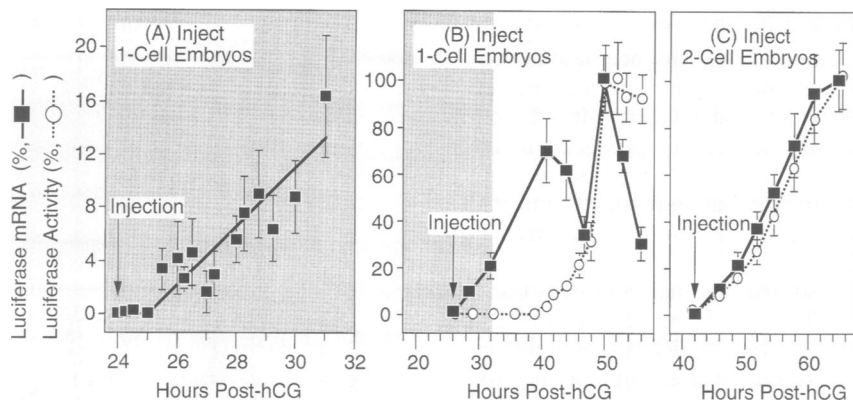 (A) Inject
1-Cell Embryos
(B) Inject
1-Cell Embryos
(C) Inject
2-Cell Embryos
Luciferase mRNA (%, )
Luciferase Activity (%, )
20
16
12
8
4
0
Injection
24 26 28 30 32
Hours Post-hCG
100
80
60
40
20
0
Injection
20 30 40 50
Hours Post-hCG
Injection
40 50 60
Hours Post-hCG